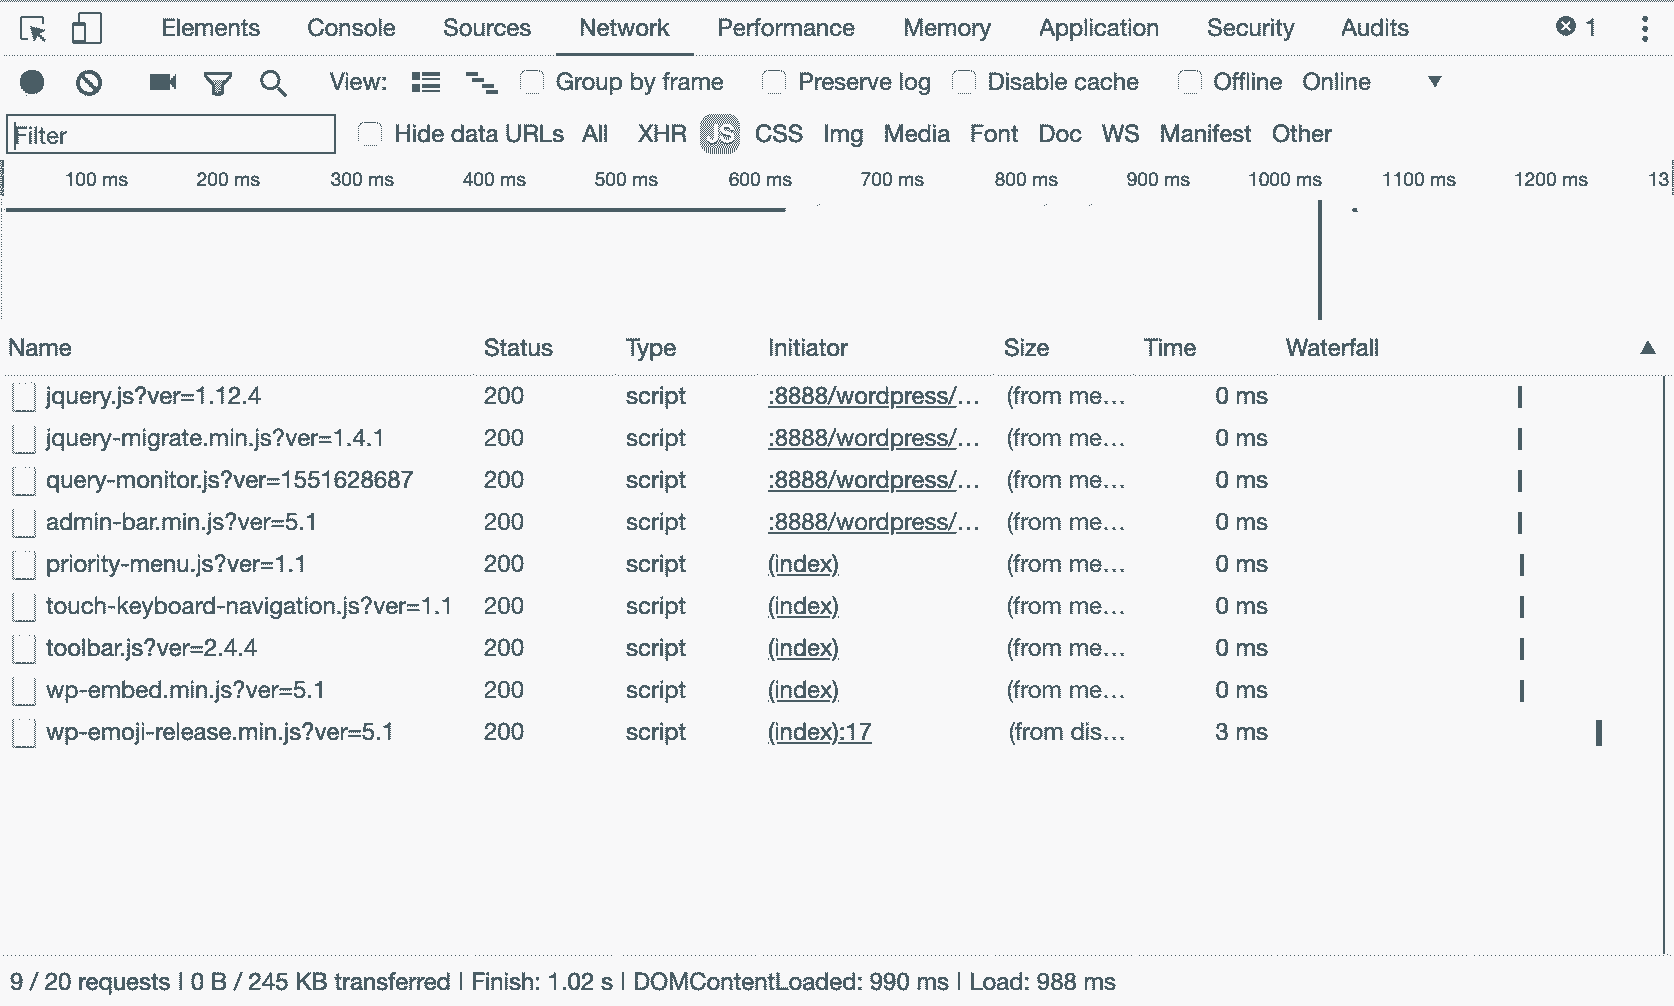 Elements Console Sources Network Performance Memory Application Security Audits 1
View: Group by frame Preserve log Disable cache Offline Online
Filter Hide data URLs All XHR JS CSS Img Media Font Doc WS Manifest Other
100 ms 200 ms 300 ms 400 ms 500 ms 600 ms 700 ms 800 ms 900 ms 1000 ms 1100 ms 1200 ms 13
Name Status Type Initiator Size Time Waterfall
jquery.js?ver=1.12.4 200 script :8888/wordpress/… (from me… 0 ms
jquery-migrate.min.js?ver=1.4.1 200 script :8888/wordpress/… (from me… 0 ms
query-monitor.js?ver=1551628687 200 script :8888/wordpress/… (from me… 0 ms
admin-bar.min.js?ver=5.1 200 script :8888/wordpress/… (from me… 0 ms
priority-menu.js?ver=1.1 200 script (index) (from me… 0 ms
touch-keyboard-navigation.js?ver=1.1 200 script (index) (from me… 0 ms
toolbar.js?ver=2.4.4 200 script (index) (from me… 0 ms
wp-embed.min.js?ver=5.1 200 script (index) (from me… 0 ms
wp-emoji-release.min.js?ver=5.1 200 script (index):17 (from dis… 3 ms
9 / 20 requests | 0 B / 245 KB transferred | Finish: 1.02 s | DOMContentLoaded: 990 ms | Load: 988 ms